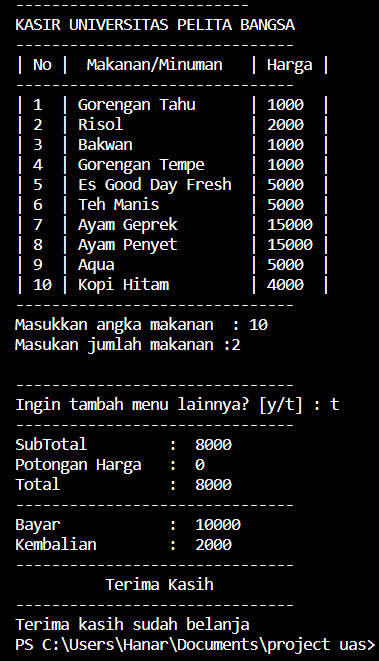 --------------------------
KASIR UNIVERSITAS PELITA BANGSA
-------------------------------
| No |  Makanan/Minuman   | Harga |
-------------------------------
| 1  | Gorengan Tahu      | 1000  |
| 2  | Risol              | 2000  |
| 3  | Bakwan             | 1000  |
| 4  | Gorengan Tempe     | 1000  |
| 5  | Es Good Day Fresh  | 5000  |
| 6  | Teh Manis          | 5000  |
| 7  | Ayam Geprek        | 15000 |
| 8  | Ayam Penyet        | 15000 |
| 9  | Aqua               | 5000  |
| 10 | Kopi Hitam         | 4000  |
-------------------------------
Masukkan angka makanan  : 10
Masukan jumlah makanan :2

-------------------------------
Ingin tambah menu lainnya? [y/t] : t
-------------------------------
SubTotal         :  8000
Potongan Harga   :  0
Total            :  8000
-------------------------------
Bayar            :  10000
Kembalian        :  2000
-------------------------------
          Terima Kasih
-------------------------------
Terima kasih sudah belanja
PS C:\Users\Hanar\Documents\project uas>